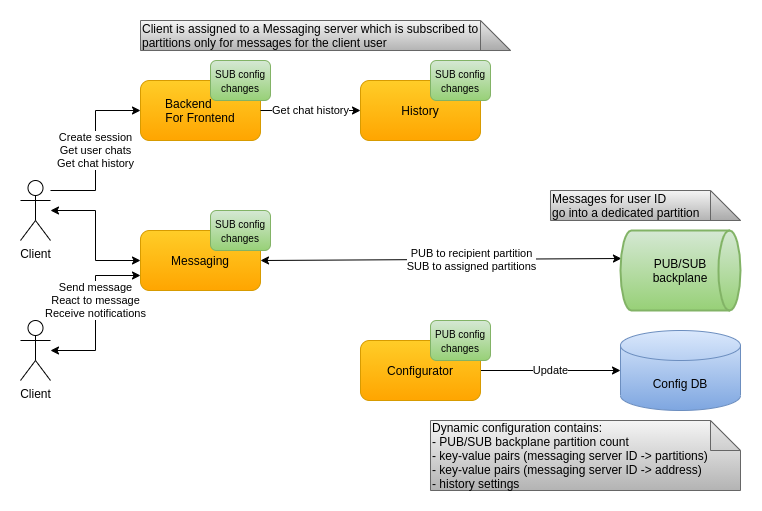 Client is assigned to a Messaging server which is subscribed to
partitions only for messages for the client user
SUB config
changes
Backend
For Frontend
Get chat history
SUB config
changes
History
Create session
Get user chats
Get chat history
Client
SUB config
changes
Messaging
Messages for user ID
go into a dedicated partition
PUB to recipient partition
SUB to assigned partitions
PUB/SUB
backplane
Send message
React to message
Receive notifications
Client
PUB config
changes
Configurator
Update
Config DB
Dynamic configuration contains:
- PUB/SUB backplane partition count
- key-value pairs (messaging server ID -> partitions)
- key-value pairs (messaging server ID -> address)
- history settings